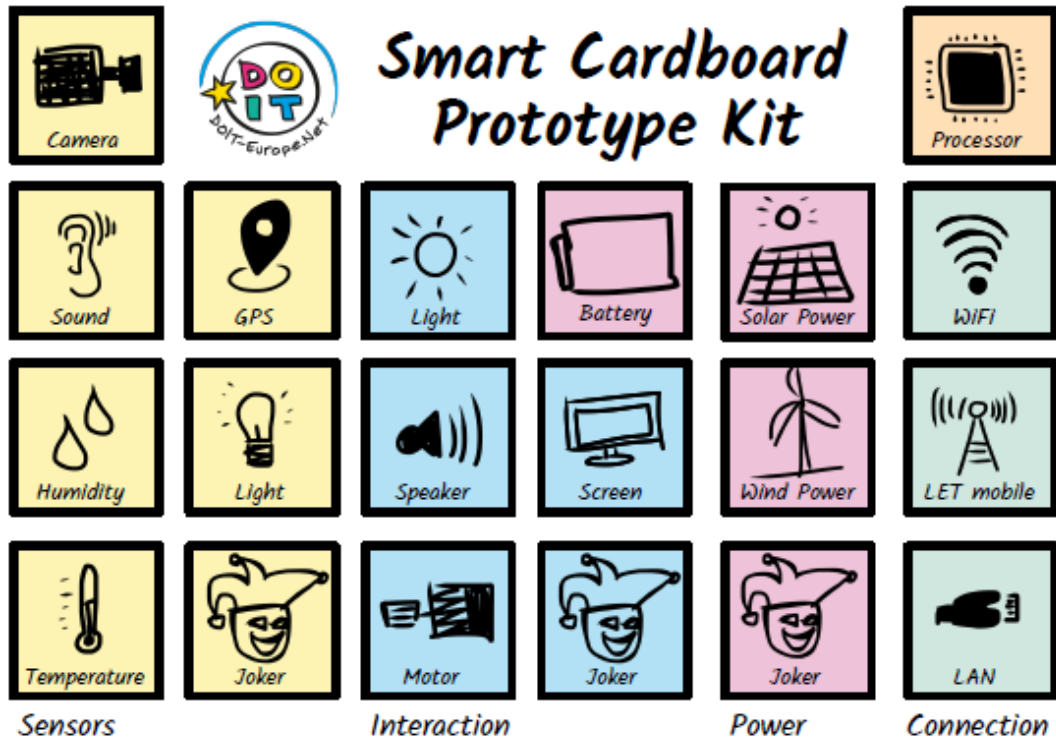 Camera
DO
IT
DOIT-Europe.Net
Smart Cardboard
Prototype Kit
Processor
Sound
GPS
Light
Battery
Solar Power
WiFi
Humidity
Light
Speaker
Screen
Wind Power
LET mobile
Temperature
Joker
Motor
Joker
Joker
LAN
Sensors
Interaction
Power
Connection